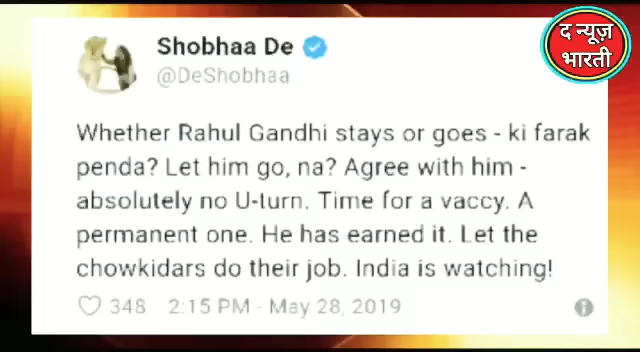 द न्यूज़
भारती
Shobhaa De
@DeShobhaa
Whether Rahul Gandhi stays or goes - ki farak
penda? Let him go, na? Agree with him -
absolutely no U-turn. Time for a vaccy. A
permanent one. He has earned it. Let the
chowkidars do their job. India is watching!
348 2:15 PM - May 28, 2019